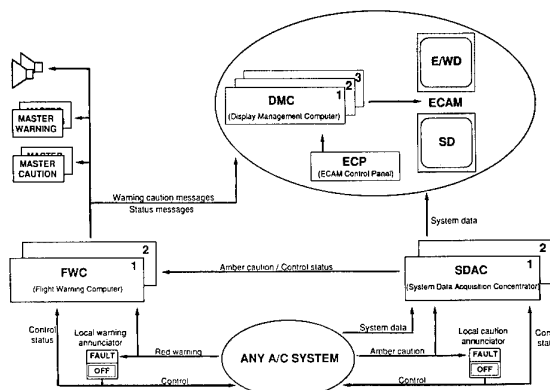 E/WD
3
2
DMC 1
(Display Management Computer)
ECAM
MASTER
MASTER
WARNING
SD
ECP
(ECAM Control Panel)
MASTER
MASTER
CAUTION
Warning caution messages
Status messages
System data
2
2
FWC 1
(Flight Warning Computer)
Amber caution / Control status
SDAC 1
(System Data Acquisition Concentrator)
System data
Control
status
Local warning
annunciator
Local caution
annunciator
FAULT
OFF
Red warning
ANY A/C SYSTEM
Amber caution
FAULT
OFF
Control
Control